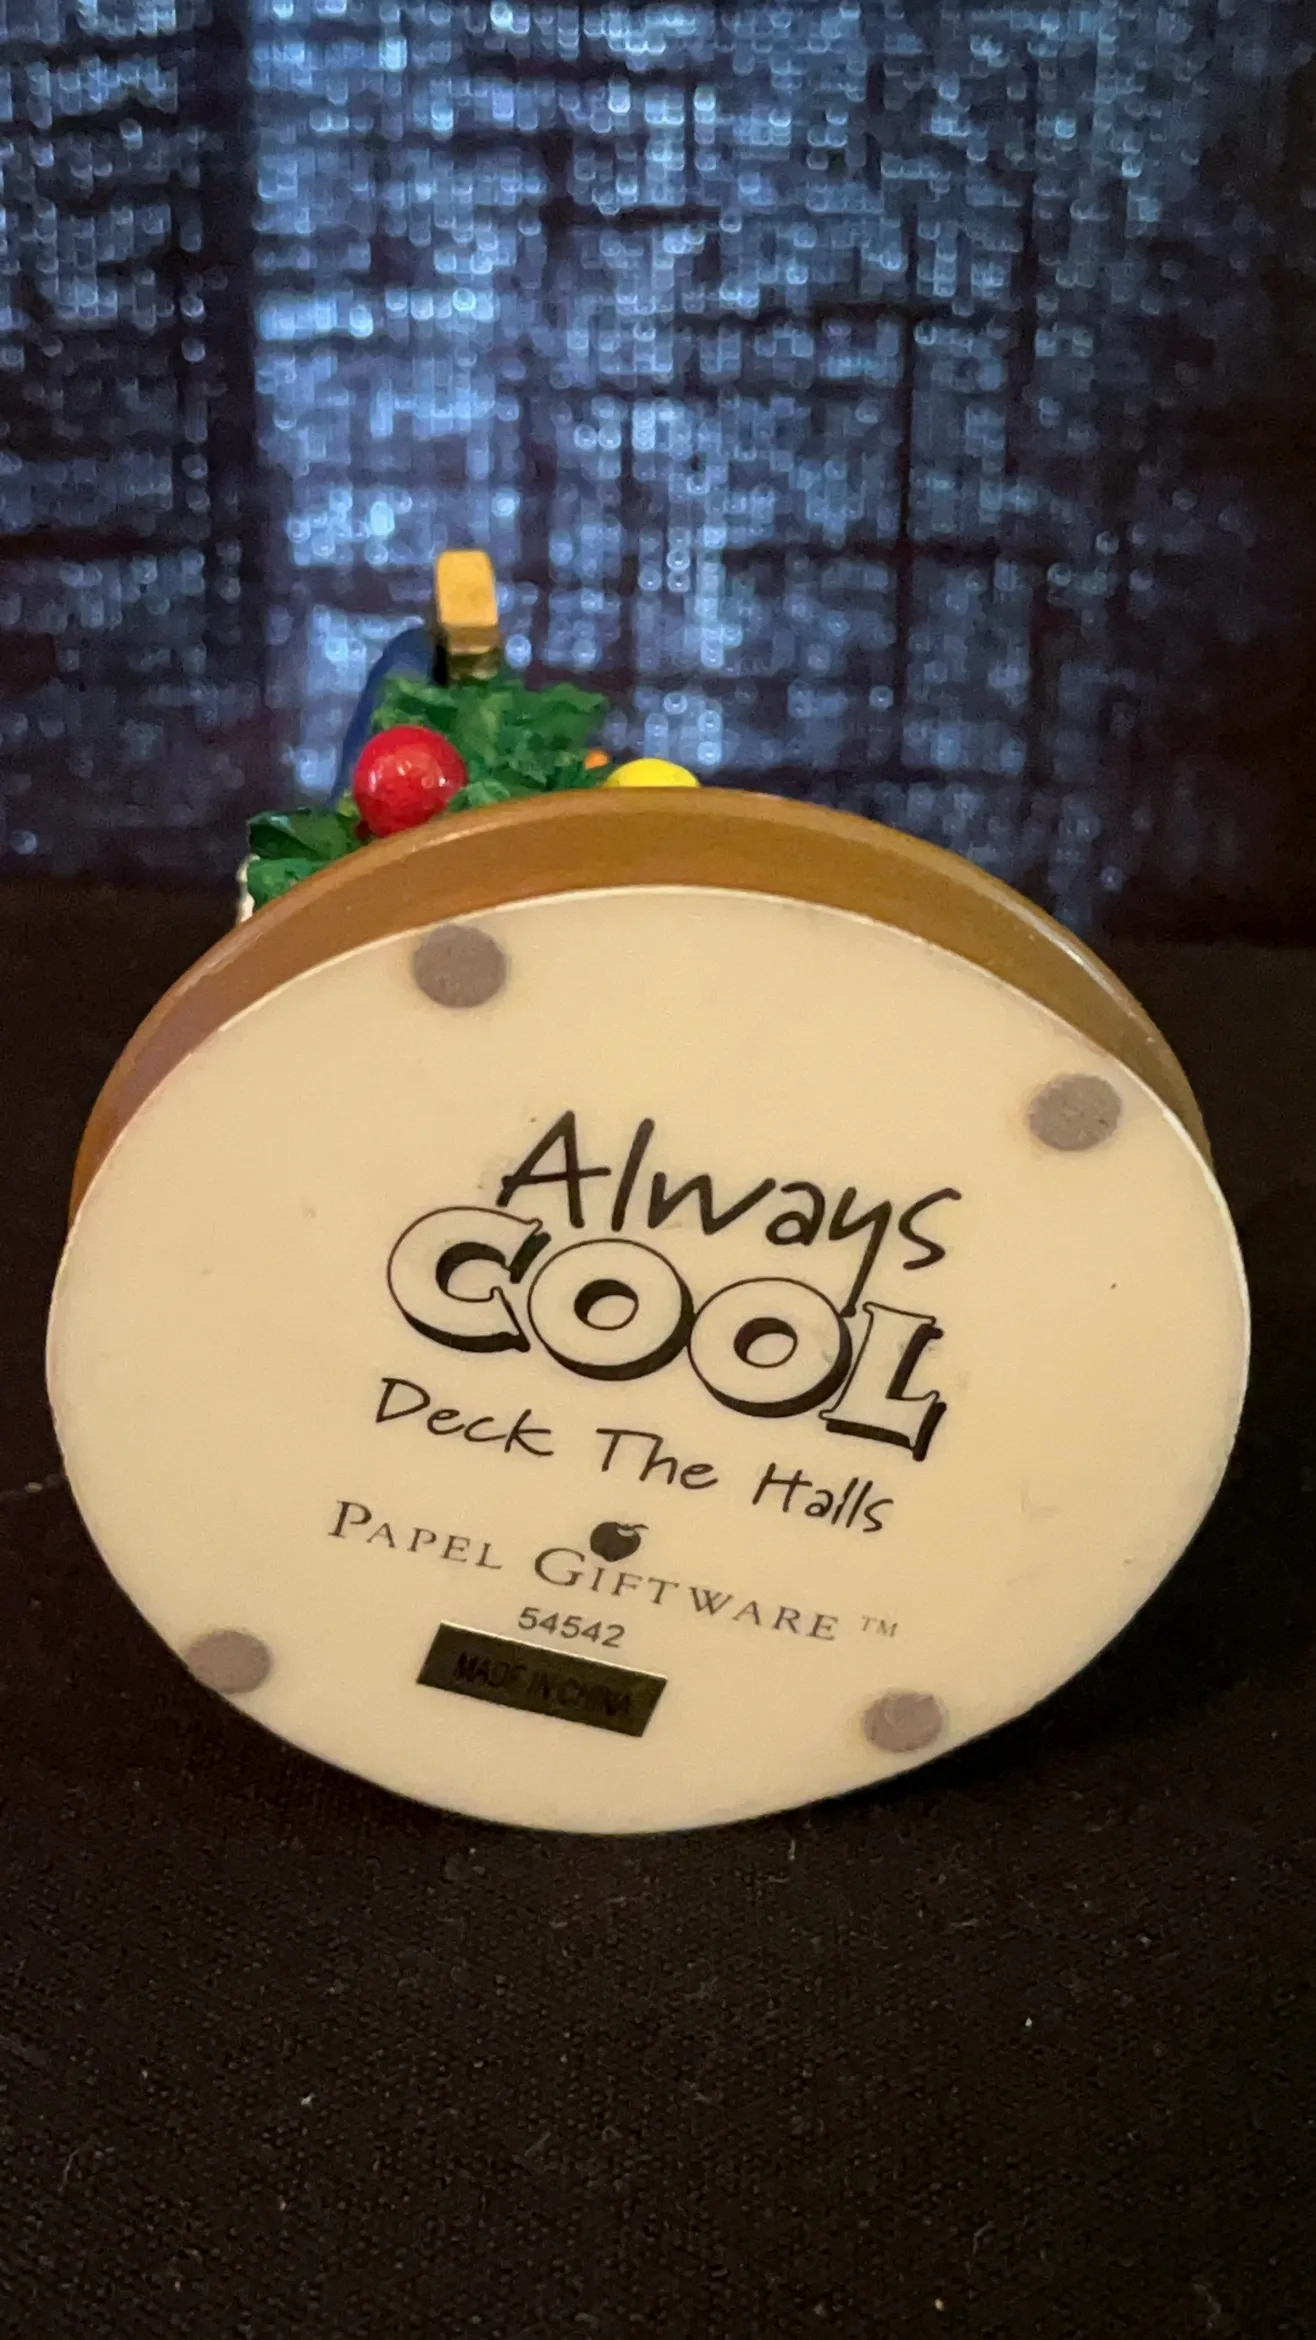 Always
COOL
Deck The Halls
PAPEL GIFTWARE ™
54542
MADE IN CHINA